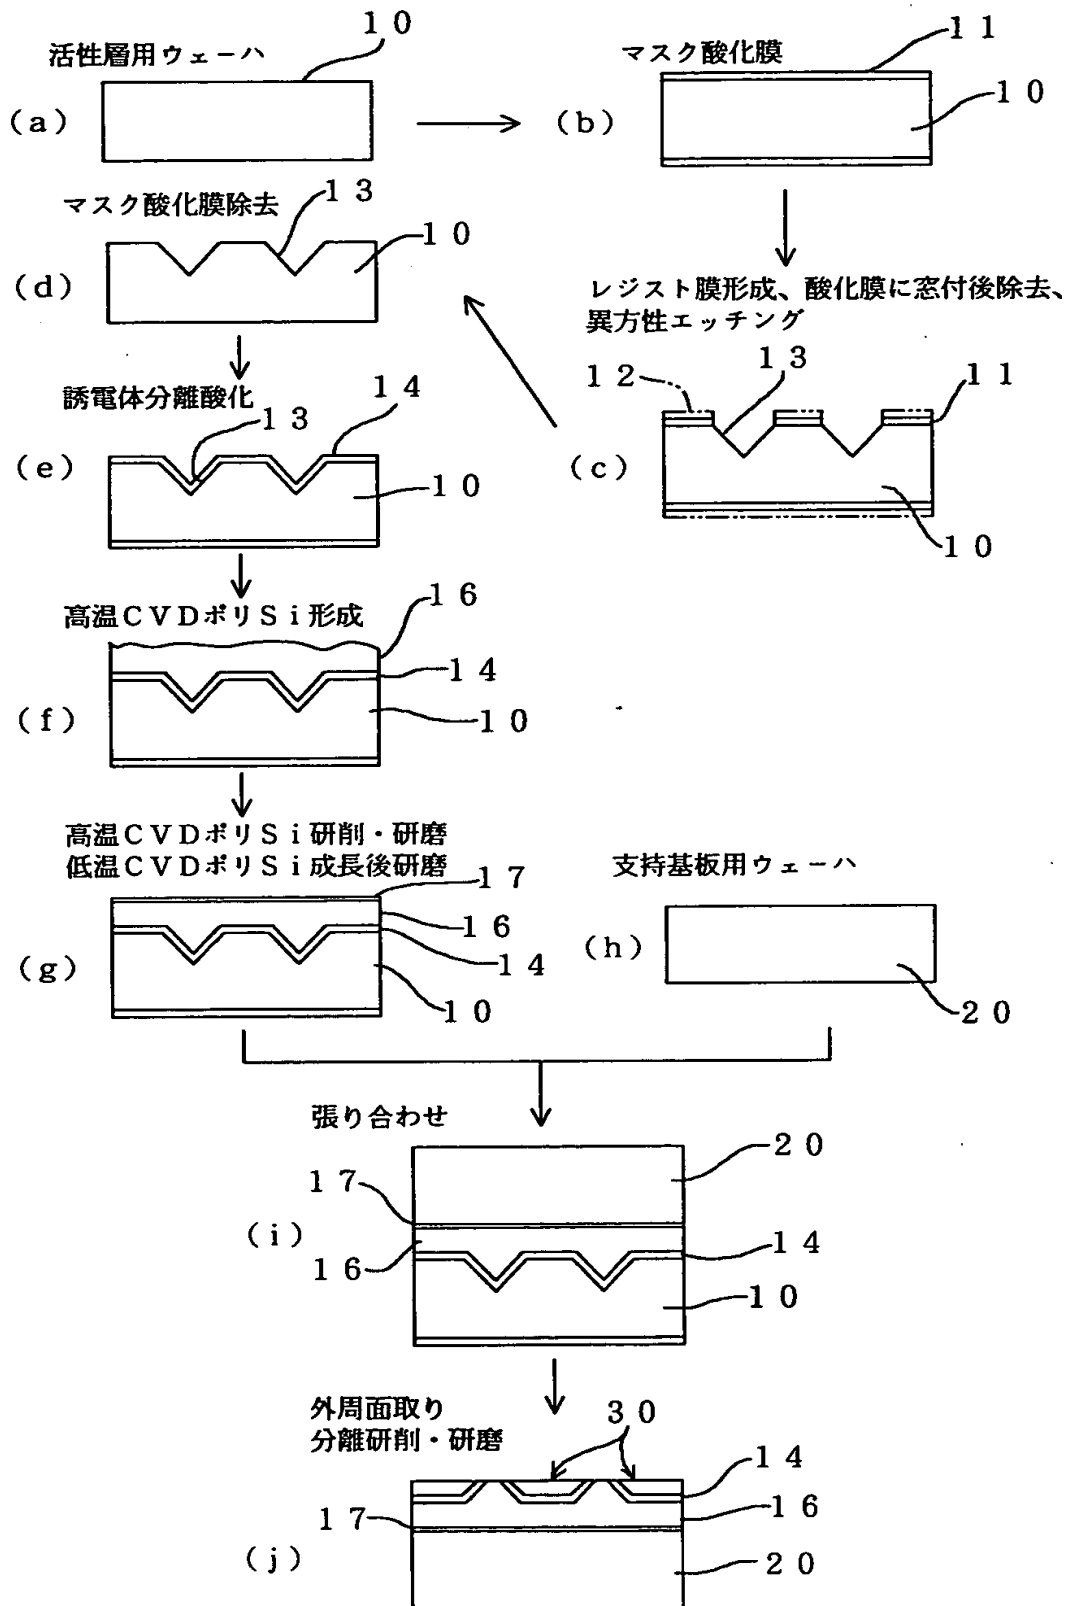 １０
活性層用ウェーハ
(a)
マスク酸化膜
１１
１０
(b)
マスク酸化膜除去
１３
１０
(d)
レジスト膜形成、酸化膜に窓付後除去、
異方性エッチング
１２
１３
１１
(c)
１０
誘電体分離酸化
１４
１３
(e)
１０
高温ＣＶＤポリＳｉ形成
１６
１４
(f)
１０
高温ＣＶＤポリＳｉ研削・研磨
低温ＣＶＤポリＳｉ成長後研磨
１７
１６
１４
(g)
１０
支持基板用ウェーハ
(h)
２０
張り合わせ
２０
１７
(i)
１６
１４
１０
外周面取り
分離研削・研磨
３０
１４
１６
１７
(j)
２０